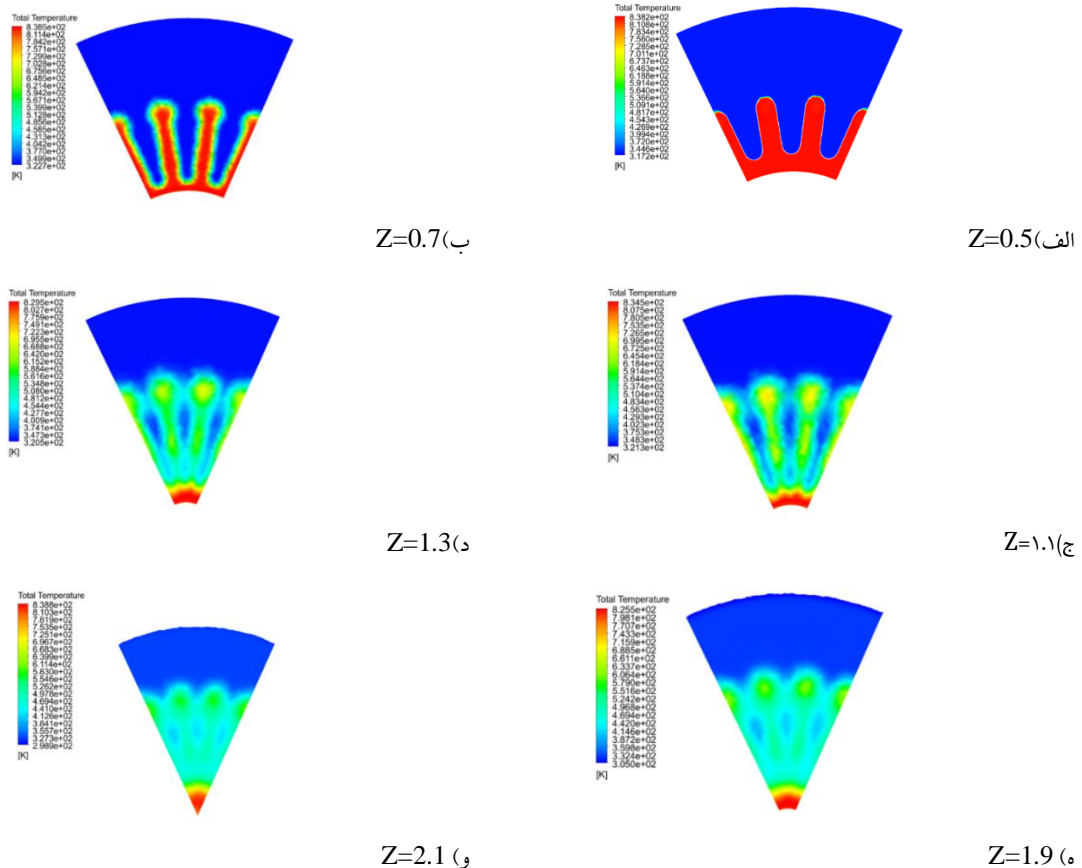 Total Temperature
8.382e+02
8.108e+02
7.834e+02
7.560e+02
7.285e+02
7.011e+02
6.737e+02
6.463e+02
6.188e+02
5.914e+02
5.640e+02
5.366e+02
5.091e+02
4.817e+02
4.543e+02
4.269e+02
3.994e+02
3.720e+02
3.446e+02
3.172e+02
[K]
الف)Z=0.5
Total Temperature
8.385e+02
8.114e+02
7.842e+02
7.571e+02
7.299e+02
7.028e+02
6.756e+02
6.485e+02
6.214e+02
5.942e+02
5.671e+02
5.399e+02
5.128e+02
4.856e+02
4.585e+02
4.313e+02
4.042e+02
3.770e+02
3.499e+02
3.227e+02
[K]
ب)Z=0.7
Total Temperature
8.345e+02
8.075e+02
7.805e+02
7.535e+02
7.265e+02
6.995e+02
6.725e+02
6.454e+02
6.184e+02
5.914e+02
5.644e+02
5.374e+02
5.104e+02
4.834e+02
4.563e+02
4.293e+02
4.023e+02
3.753e+02
3.483e+02
3.213e+02
[K]
ج)Z=۱.۱
Total Temperature
8.295e+02
8.027e+02
7.759e+02
7.491e+02
7.223e+02
6.955e+02
6.688e+02
6.420e+02
6.152e+02
5.884e+02
5.616e+02
5.348e+02
5.080e+02
4.812e+02
4.544e+02
4.277e+02
4.009e+02
3.741e+02
3.473e+02
3.205e+02
[K]
د)Z=1.3
Total Temperature
8.255e+02
7.981e+02
7.707e+02
7.433e+02
7.159e+02
6.885e+02
6.611e+02
6.337e+02
6.064e+02
5.790e+02
5.516e+02
5.242e+02
4.968e+02
4.694e+02
4.420e+02
4.146e+02
3.872e+02
3.598e+02
3.324e+02
3.050e+02
[K]
ه) Z=1.9
Total Temperature
8.388e+02
8.103e+02
7.819e+02
7.535e+02
7.251e+02
6.967e+02
6.683e+02
6.399e+02
6.114e+02
5.830e+02
5.546e+02
5.262e+02
4.978e+02
4.694e+02
4.410e+02
4.126e+02
3.841e+02
3.557e+02
3.273e+02
2.989e+02
[K]
و) Z=2.1